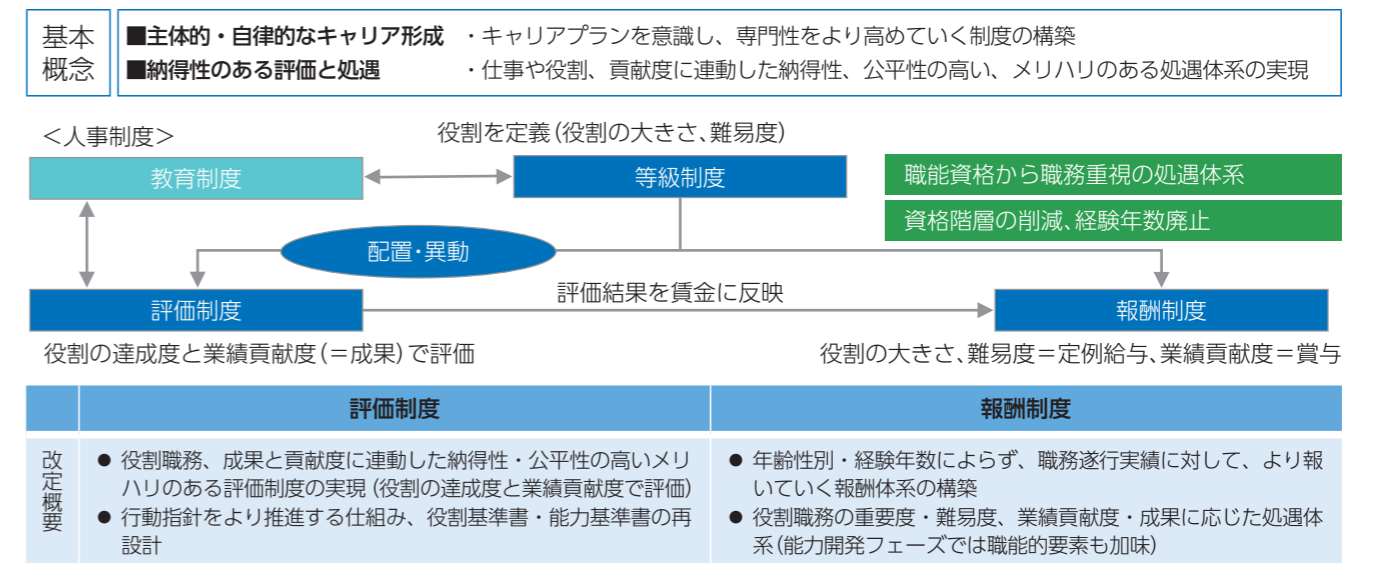 基本
概念
■主体的・自律的なキャリア形成 ・キャリアプランを意識し、専門性をより高めていく制度の構築
■納得性のある評価と処遇 ・仕事や役割、貢献度に連動した納得性、公平性の高い、メリハリのある処遇体系の実現
＜人事制度＞
役割を定義（役割の大きさ、難易度）
教育制度
等級制度
職能資格から職務重視の処遇体系
資格階層の削減、経験年数廃止
配置・異動
評価結果を賃金に反映
評価制度
報酬制度
役割の達成度と業績貢献度（＝成果）で評価
役割の大きさ、難易度＝定例給与、業績貢献度＝賞与
評価制度
報酬制度
改定概要
● 役割職務、成果と貢献度に連動した納得性・公平性の高いメリ
ハリのある評価制度の実現（役割の達成度と業績貢献度で評価）
● 行動指針をより推進する仕組み、役割基準書・能力基準書の再
設計
● 年齢性別・経験年数によらず、職務遂行実績に対して、より報
いていく報酬体系の構築
● 役割職務の重要度・難易度、業績貢献度・成果に応じた処遇体
系（能力開発フェーズでは職能的要素も加味）